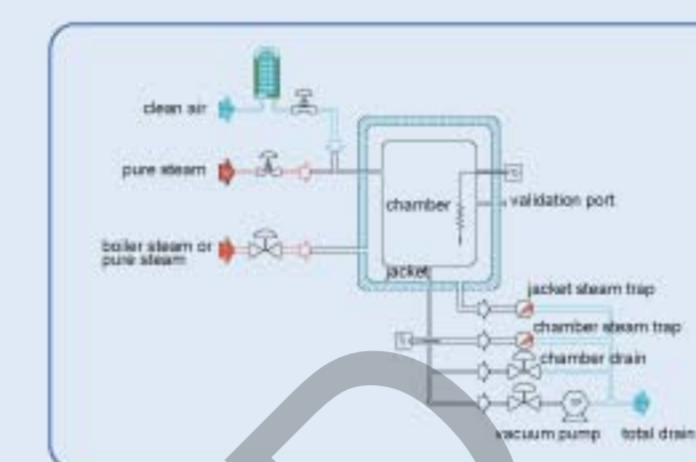 clean air
pure steam
chamber
validation port
boiler steam or
pure steam
jacket
jacket steam trap
chamber steam trap
chamber drain
vacuum pump
total drain